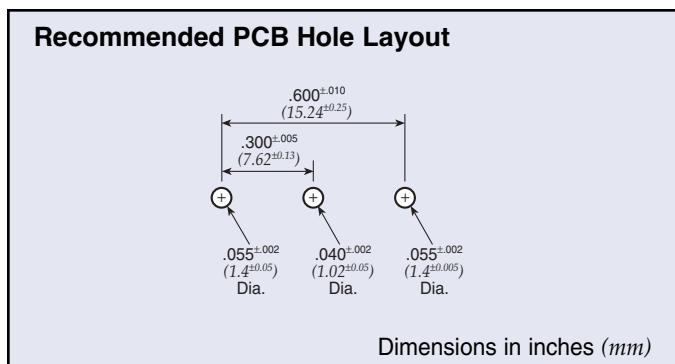 Recommended PCB Hole Layout
.600±.010
(15.24±0.25)
.300±.005
(7.62±0.13)
.055±.002 .040±.002 .055±.002
(1.4±0.05) (1.02±0.05) (1.4±0.005)
Dia. Dia. Dia.
Dimensions in inches (mm)